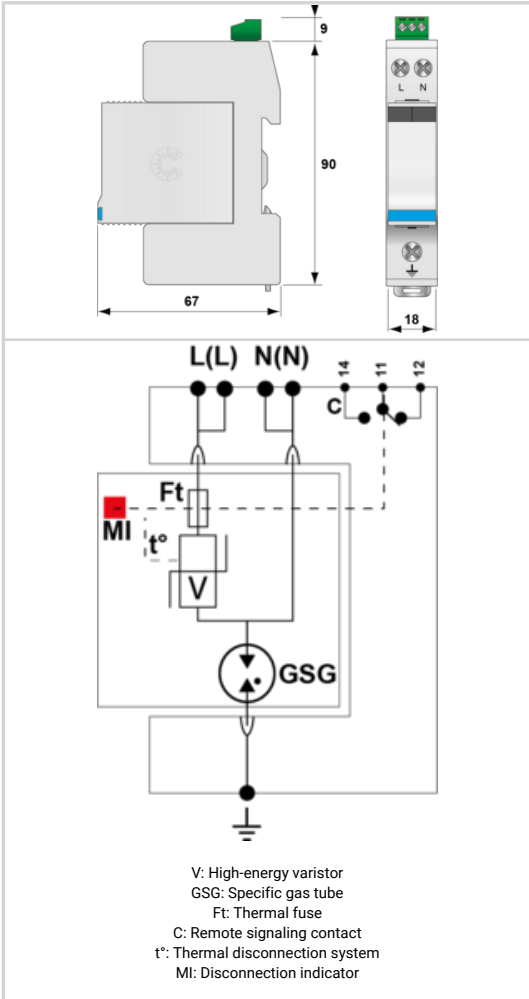 9
L N
90
67
18
L(L) N(N)
14 11 12
C
Ft
MI
t°
V
GSG
V: High-energy varistor
GSG: Specific gas tube
Ft: Thermal fuse
C: Remote signaling contact
t°: Thermal disconnection system
MI: Disconnection indicator